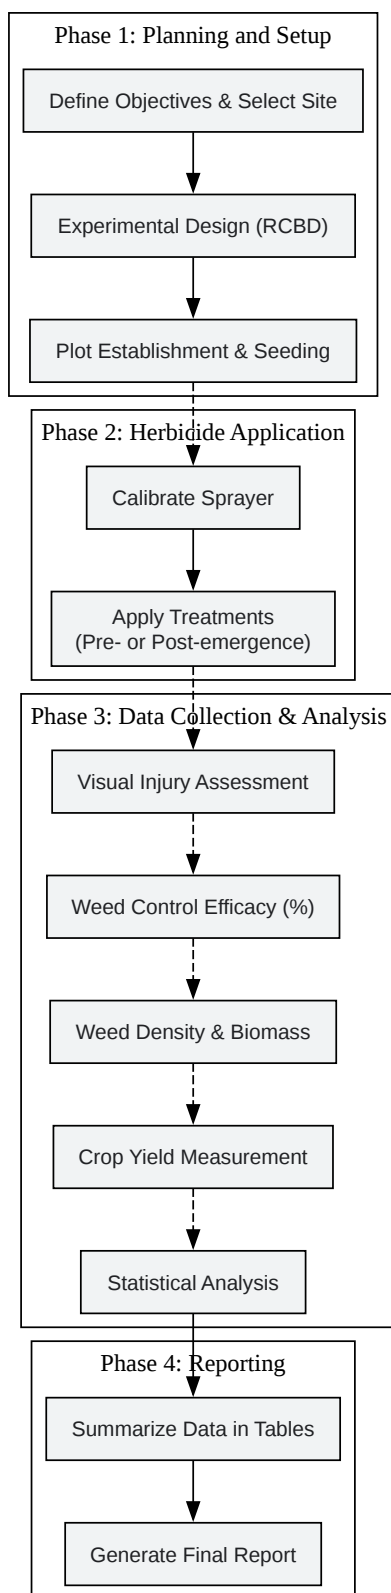 Phase 1: Planning and Setup
Define Objectives & Select Site
Experimental Design (RCBD)
Plot Establishment & Seeding
Phase 2: Herbicide Application
Calibrate Sprayer
Apply Treatments
(Pre- or Post-emergence)
Phase 3: Data Collection & Analysis
Visual Injury Assessment
Weed Control Efficacy (%)
Weed Density & Biomass
Crop Yield Measurement
Statistical Analysis
Phase 4: Reporting
Summarize Data in Tables
Generate Final Report